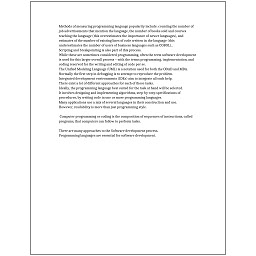 Methods of measuring programming language popularity include : counting the number of
job advertisements that mention the language, the number of books sold and courses
teaching the language (this overestimates the importance of newer languages), and
estimates of the number of existing lines of code written in the language (this
underestimates the number of users of business languages such as COBOL).
Scripting and breakpointing is also part of this process.
While these are sometimes considered programming, often the term software development
is used for this larger overall process – with the terms programming, implementation, and
coding reserved for the writing and editing of code per se.
The Unified Modeling Language (UML) is a notation used for both the OOAD and MDA.
Normally the first step in debugging is to attempt to reproduce the problem.
Integrated development environments (IDEs) aim to integrate all such help.
There exist a lot of different approaches for each of those tasks.
Ideally, the programming language best suited for the task at hand will be selected.
It involves designing and implementing algorithms, step-by-step specifications of
procedures, by writing code in one or more programming languages.
Many applications use a mix of several languages in their construction and use.
However, readability is more than just programming style.
Computer programming or coding is the composition of sequences of instructions, called
programs, that computers can follow to perform tasks.
There are many approaches to the Software development process.
Programming languages are essential for software development.